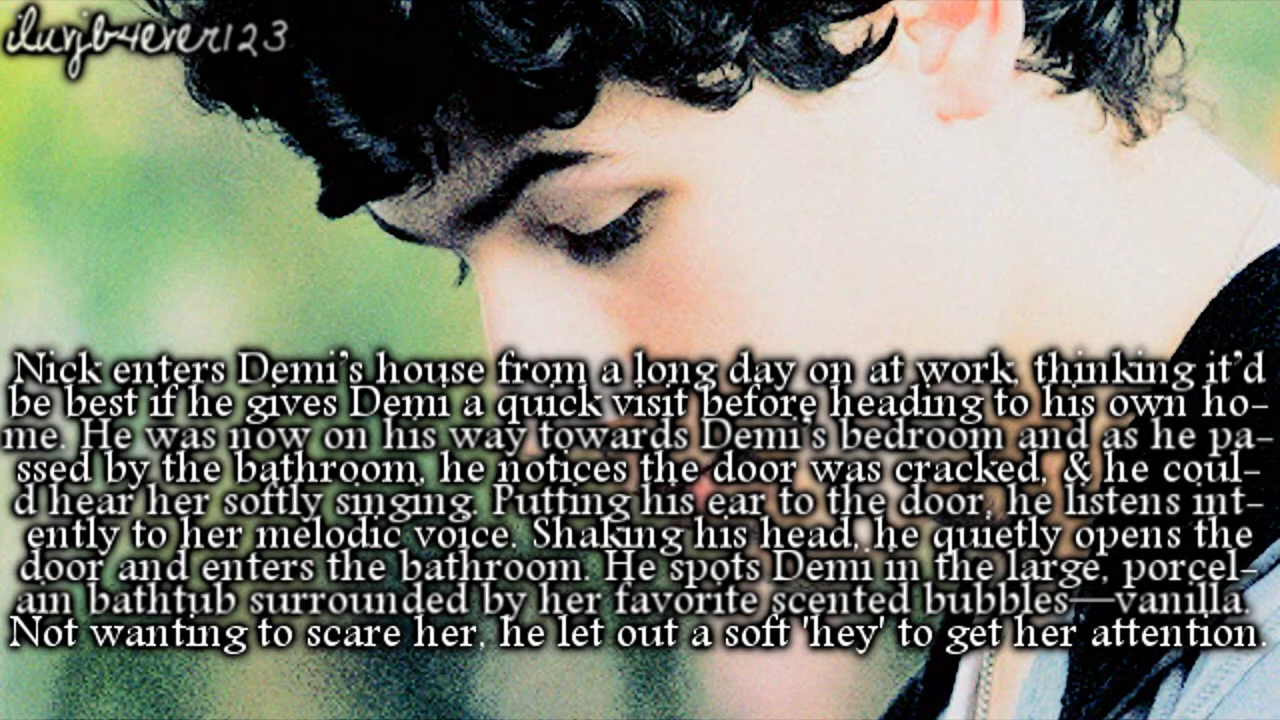 iluvjb4ever123
Nick enters Demi's house from a long day on at work, thinking it'd
be best if he gives Demi a quick visit before heading to his own ho-
me. He was now on his way towards Demi's bedroom and as he pa-
ssed by the bathroom, he notices the door was cracked, & he coul-
d hear her softly singing. Putting his ear to the door, he listens int-
ently to her melodic voice. Shaking his head, he quietly opens the
door and enters the bathroom. He spots Demi in the large, porcel-
ain bathtub surrounded by her favorite scented bubbles—vanilla.
Not wanting to scare her, he let out a soft 'hey' to get her attention.